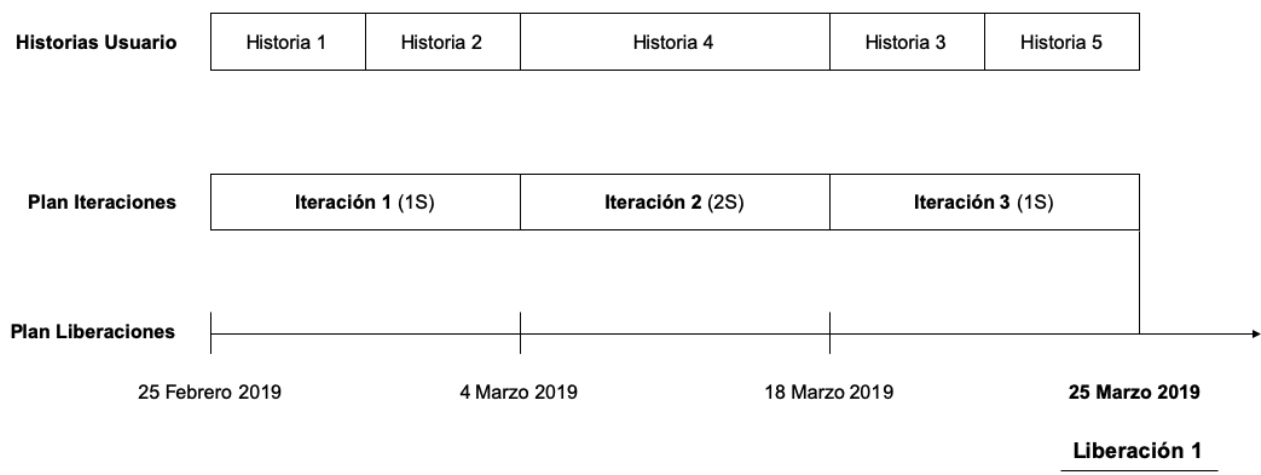 Historias Usuario Historia 1 Historia 2 Historia 4 Historia 3 Historia 5
Plan Iteraciones Iteración 1 (1S) Iteración 2 (2S) Iteración 3 (1S)
Plan Liberaciones
25 Febrero 2019 4 Marzo 2019 18 Marzo 2019 25 Marzo 2019
Liberación 1